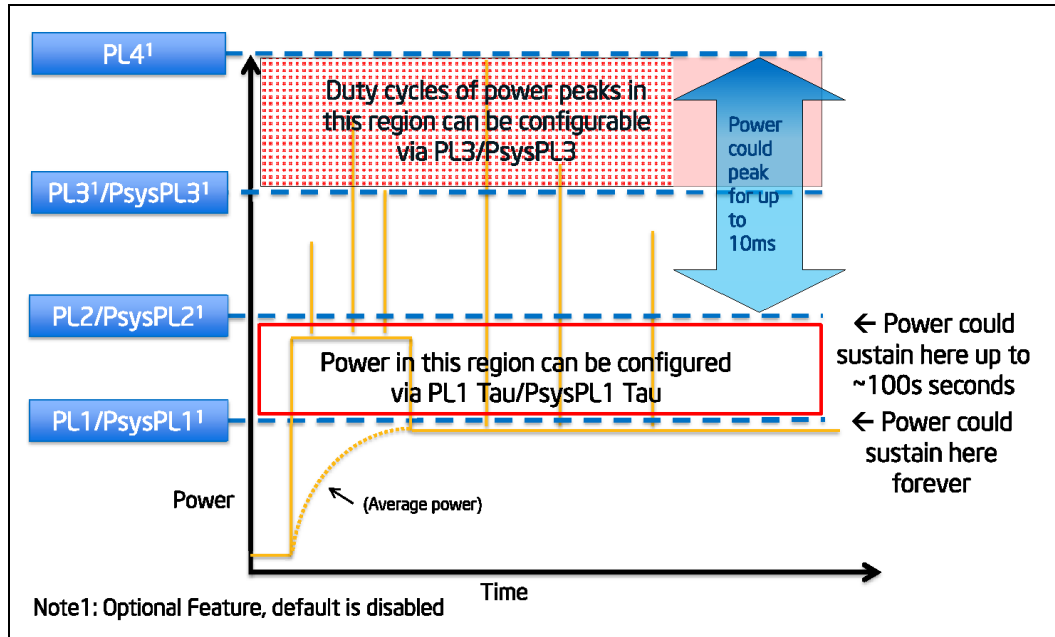 PL4¹
Duty cycles of power peaks in
this region can be configurable
via PL3/PsysPL3
Power
could
peak
for up
to
10ms
PL3¹/PsysPL3¹
PL2/PsysPL2¹
← Power could
sustain here up to
~100s seconds
Power in this region can be configured
via PL1 Tau/PsysPL1 Tau
PL1/PsysPL1¹
← Power could
sustain here
forever
Power
(Average power)
Time
Note1: Optional Feature, default is disabled